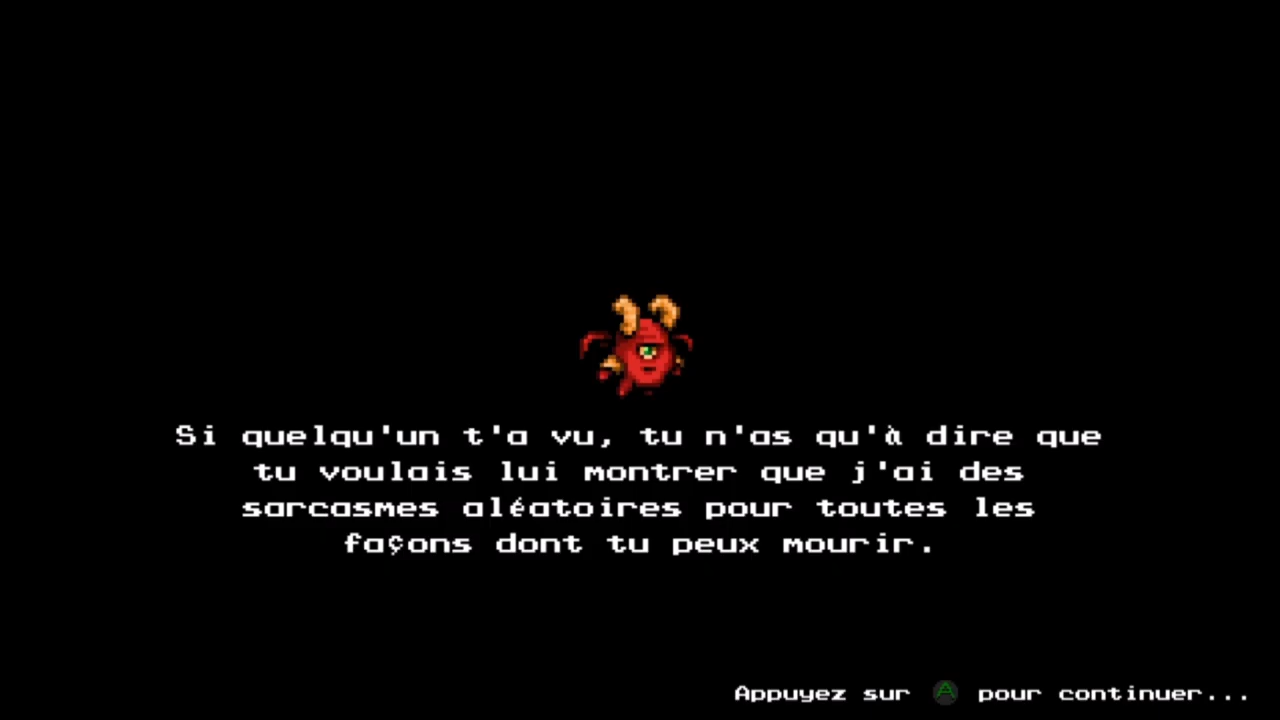 Si quelqu'un t'a vu, tu n'as qu'à dire que
tu voulais lui montrer que j'ai des
sarcasmes aléatoires pour toutes les
façons dont tu peux mourir.
Appuyez sur A pour continuer...